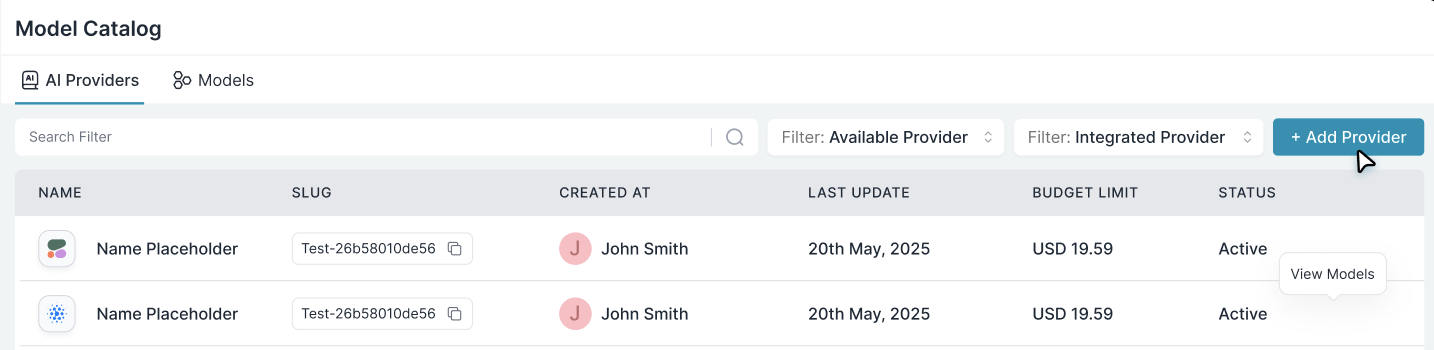 Model Catalog
AI AI Providers Models
Search Filter Filter: Available Provider Filter: Integrated Provider + Add Provider
NAME SLUG CREATED AT LAST UPDATE BUDGET LIMIT STATUS
Name Placeholder Test-26b58010de56 J John Smith 20th May, 2025 USD 19.59 Active
View Models
Name Placeholder Test-26b58010de56 J John Smith 20th May, 2025 USD 19.59 Active